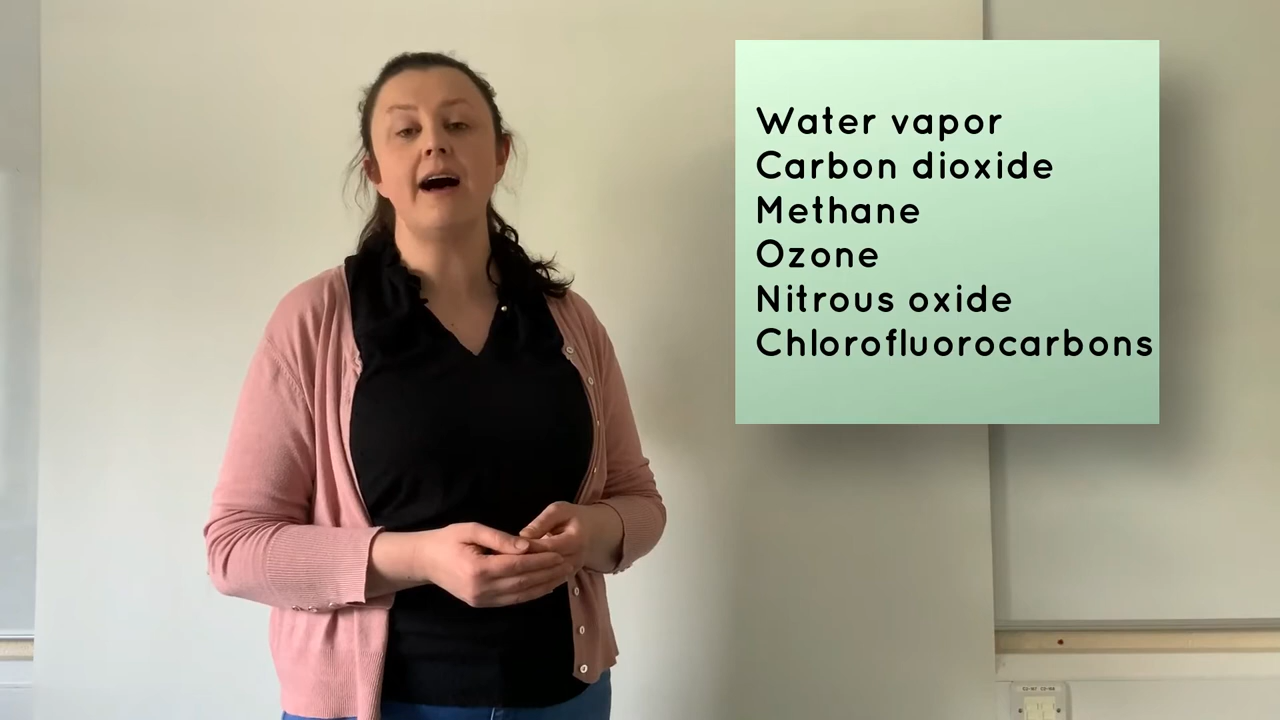 Water vapor
Carbon dioxide
Methane
Ozone
Nitrous oxide
Chlorofluorocarbons